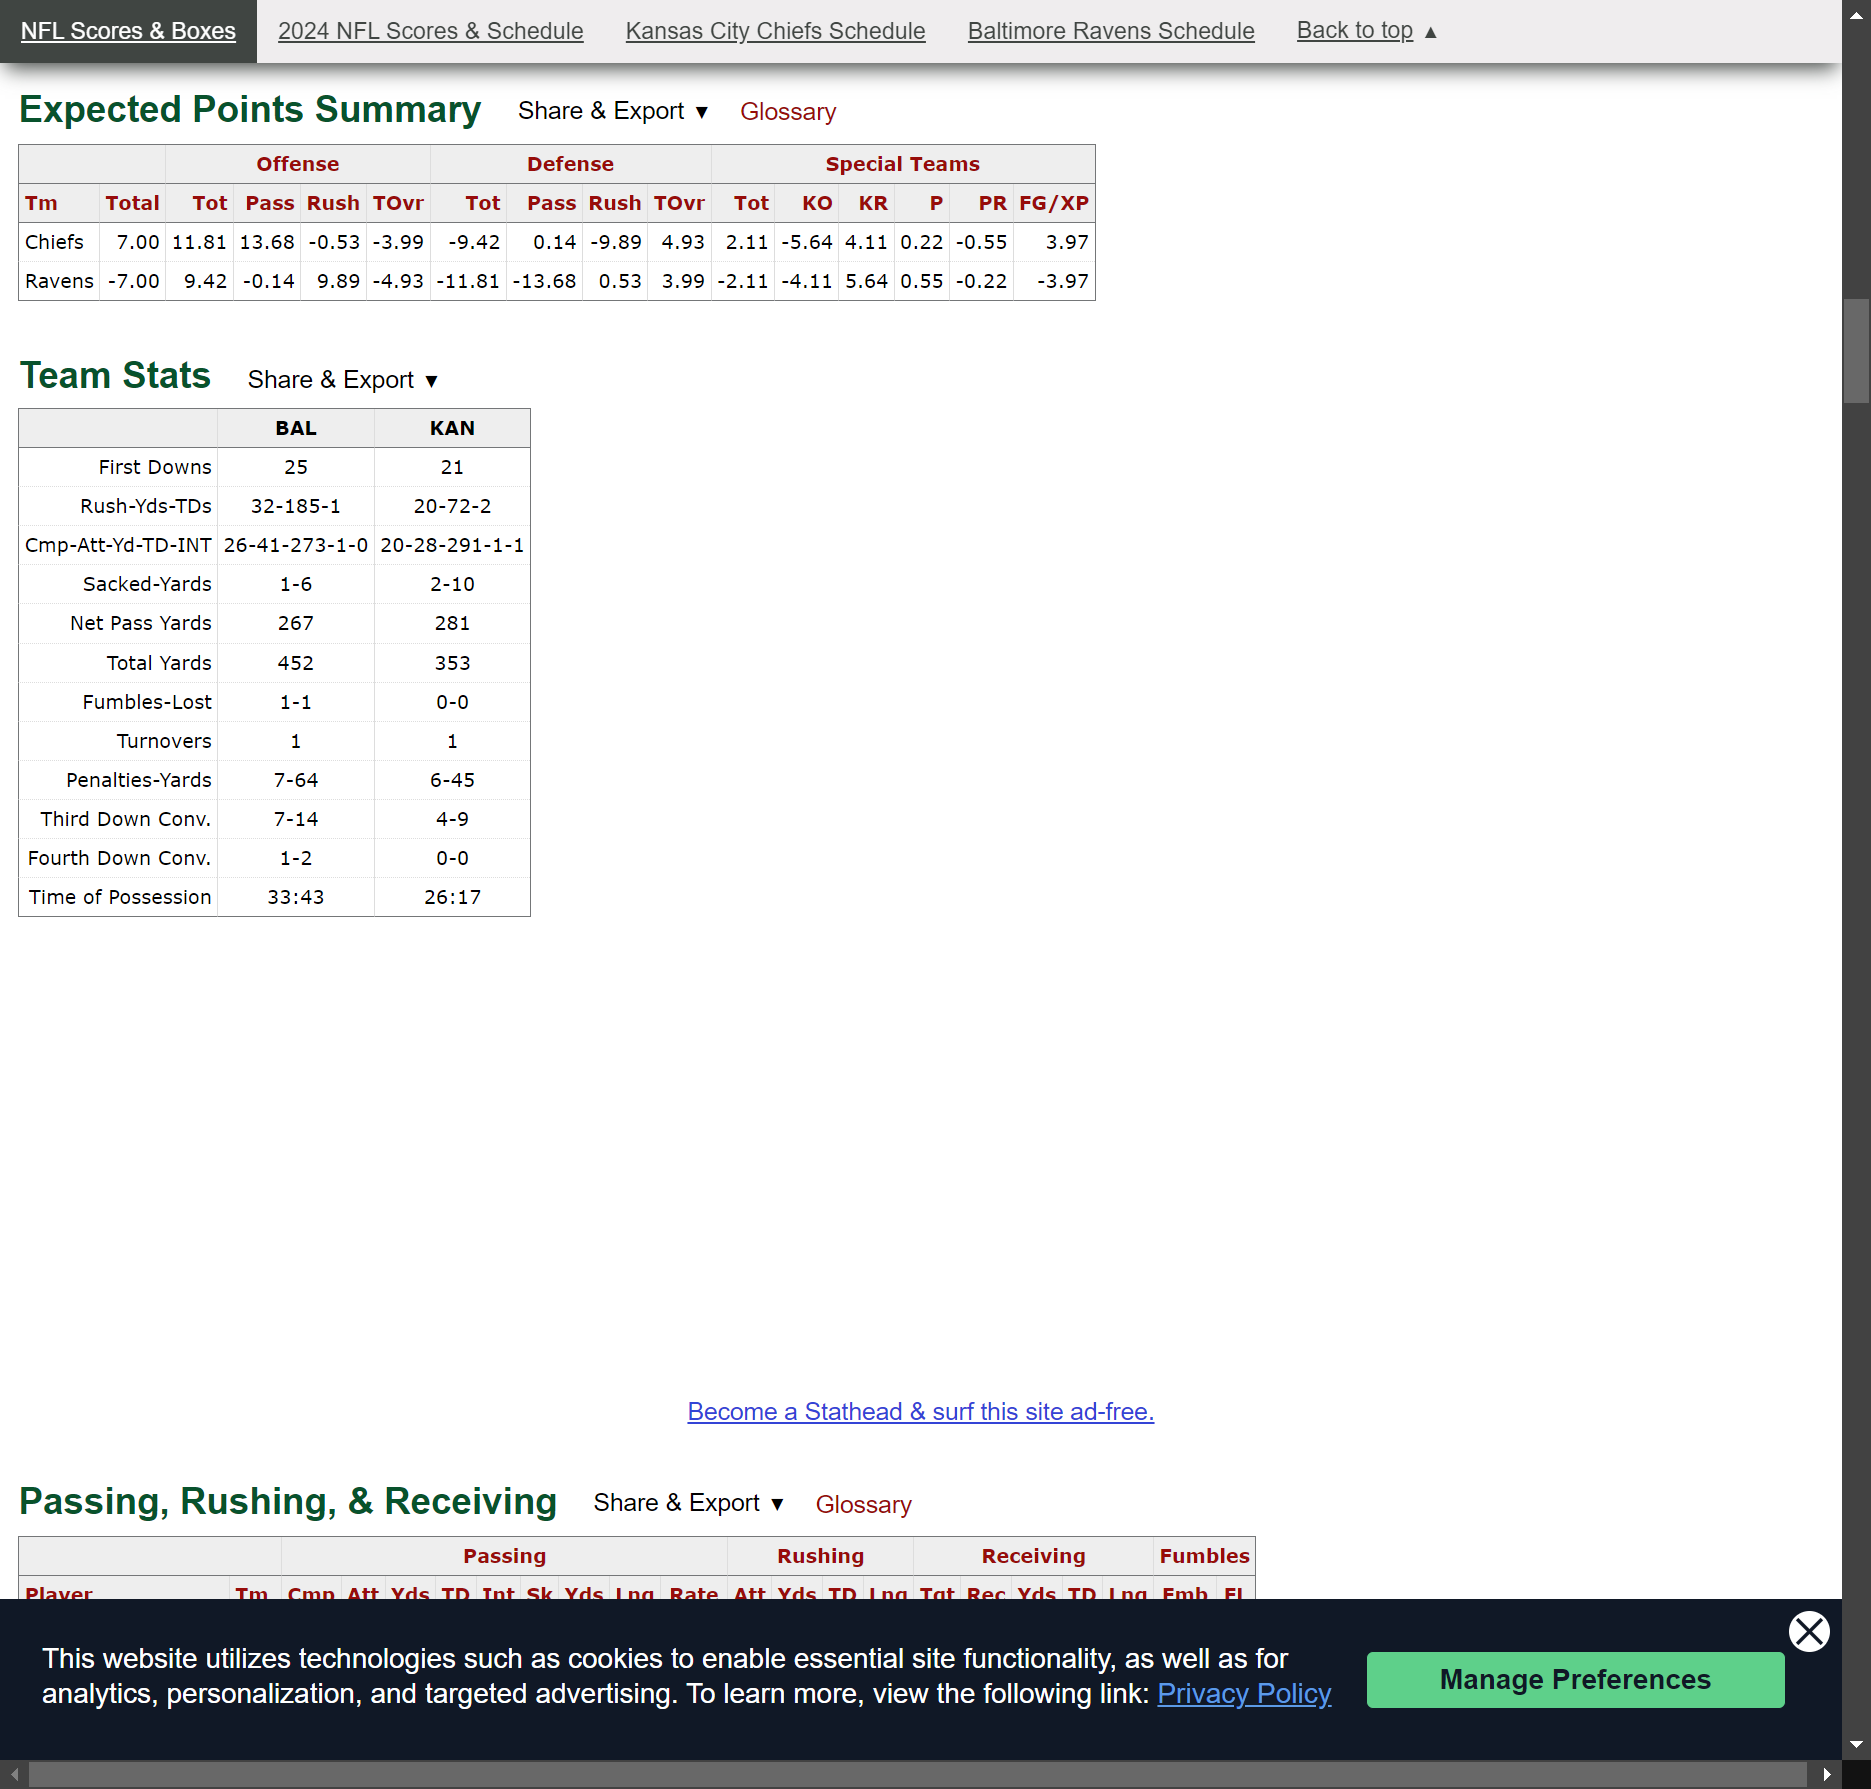 NFL Scores & Boxes 2024 NFL Scores & Schedule Kansas City Chiefs Schedule Baltimore Ravens Schedule Back to top ▲
Expected Points Summary Share & Export ▼ Glossary
Offense Defense Special Teams
Tm Total Tot Pass Rush TOvr Tot Pass Rush TOvr Tot KO KR P PR FG/XP
Chiefs 7.00 11.81 13.68 -0.53 -3.99 -9.42 0.14 -9.89 4.93 2.11 -5.64 4.11 0.22 -0.55 3.97
Ravens -7.00 9.42 -0.14 9.89 -4.93 -11.81 -13.68 0.53 3.99 -2.11 -4.11 5.64 0.55 -0.22 -3.97
Team Stats Share & Export ▼
BAL KAN
First Downs 25 21
Rush-Yds-TDs 32-185-1 20-72-2
Cmp-Att-Yd-TD-INT 26-41-273-1-0 20-28-291-1-1
Sacked-Yards 1-6 2-10
Net Pass Yards 267 281
Total Yards 452 353
Fumbles-Lost 1-1 0-0
Turnovers 1 1
Penalties-Yards 7-64 6-45
Third Down Conv. 7-14 4-9
Fourth Down Conv. 1-2 0-0
Time of Possession 33:43 26:17
Become a Stathead & surf this site ad-free.
Passing, Rushing, & Receiving Share & Export ▼ Glossary
Passing Rushing Receiving Fumbles
Player Tm Cmp Att Yds TD Int Sk Yds Lng Rate Att Yds TD Lng Tgt Rec Yds TD Lng Fmb FL
This website utilizes technologies such as cookies to enable essential site functionality, as well as for
analytics, personalization, and targeted advertising. To learn more, view the following link: Privacy Policy
Manage Preferences